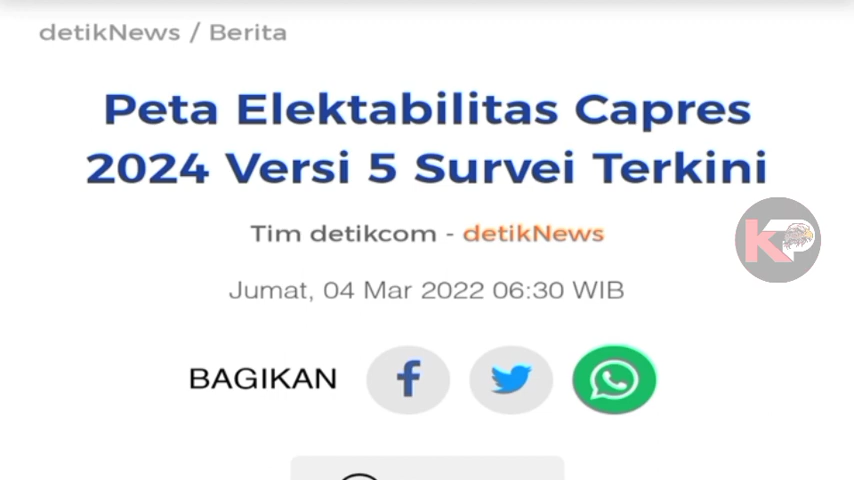 detikNews / Berita
Peta Elektabilitas Capres
2024 Versi 5 Survei Terkini
Tim detikcom - detikNews
KP
Jumat, 04 Mar 2022 06:30 WIB
BAGIKAN